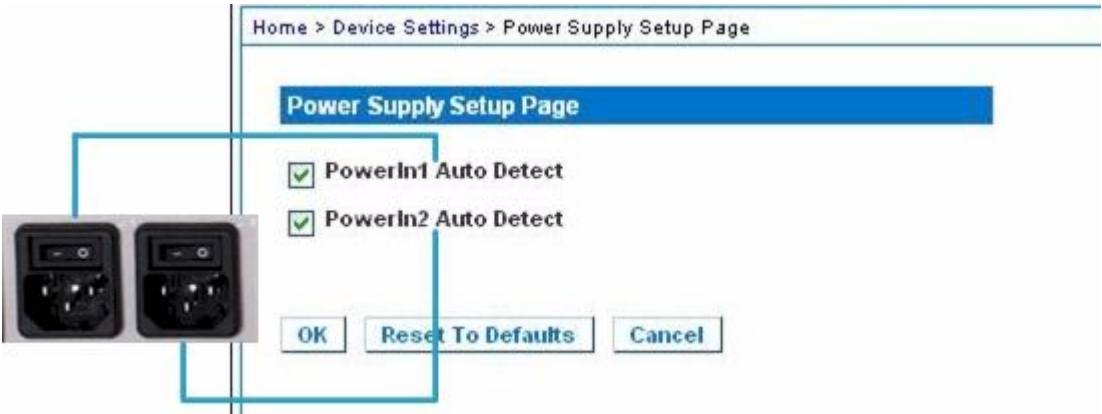 Home > Device Settings > Power Supply Setup Page
Power Supply Setup Page
PowerIn1 Auto Detect
PowerIn2 Auto Detect
OK Reset To Defaults Cancel